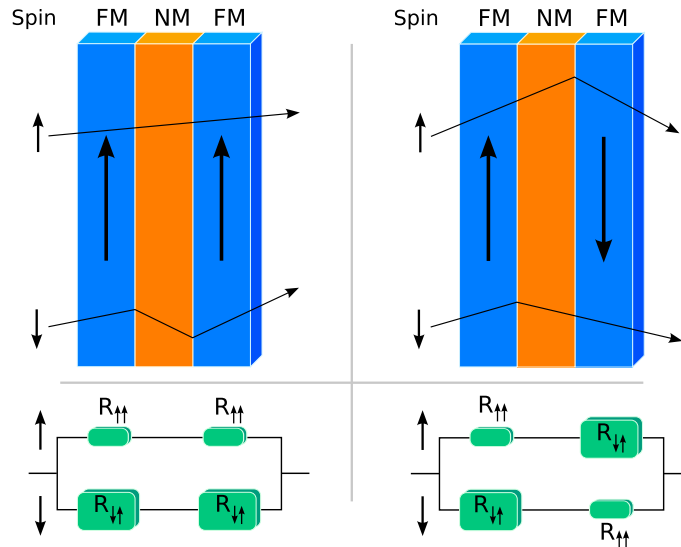 Spin FM NM FM
Spin FM NM FM
R↑↑ R↑↑
R↓↑ R↓↑
R↑↑ R↓↑
R↓↑ R↑↑